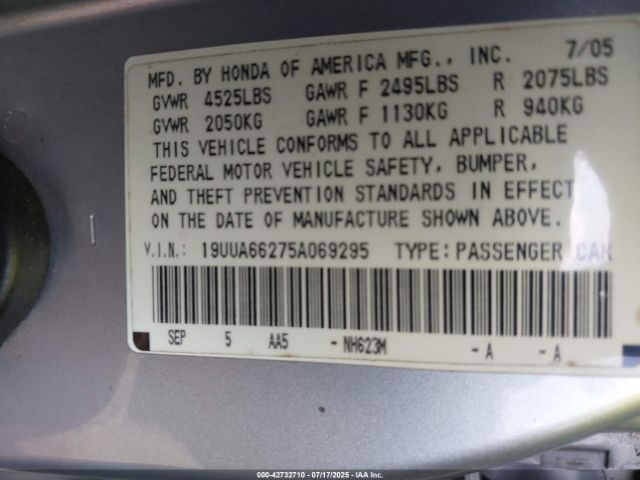 MFD. BY HONDA OF AMERICA MFG., INC. 7/05
GVWR 4525LBS GAWR F 2495LBS R 2075LBS
GVWR 2050KG GAWR F 1130KG R 940KG
THIS VEHICLE CONFORMS TO ALL APPLICABLE
FEDERAL MOTOR VEHICLE SAFETY, BUMPER,
AND THEFT PREVENTION STANDARDS IN EFFECT
ON THE DATE OF MANUFACTURE SHOWN ABOVE.
V.I.N.: 19UUA66275A069295 TYPE: PASSENGER CAR
SEP 5 AA5 - NH623M - A - A
000-42732710 | 07/17/2025 - IAA Inc.